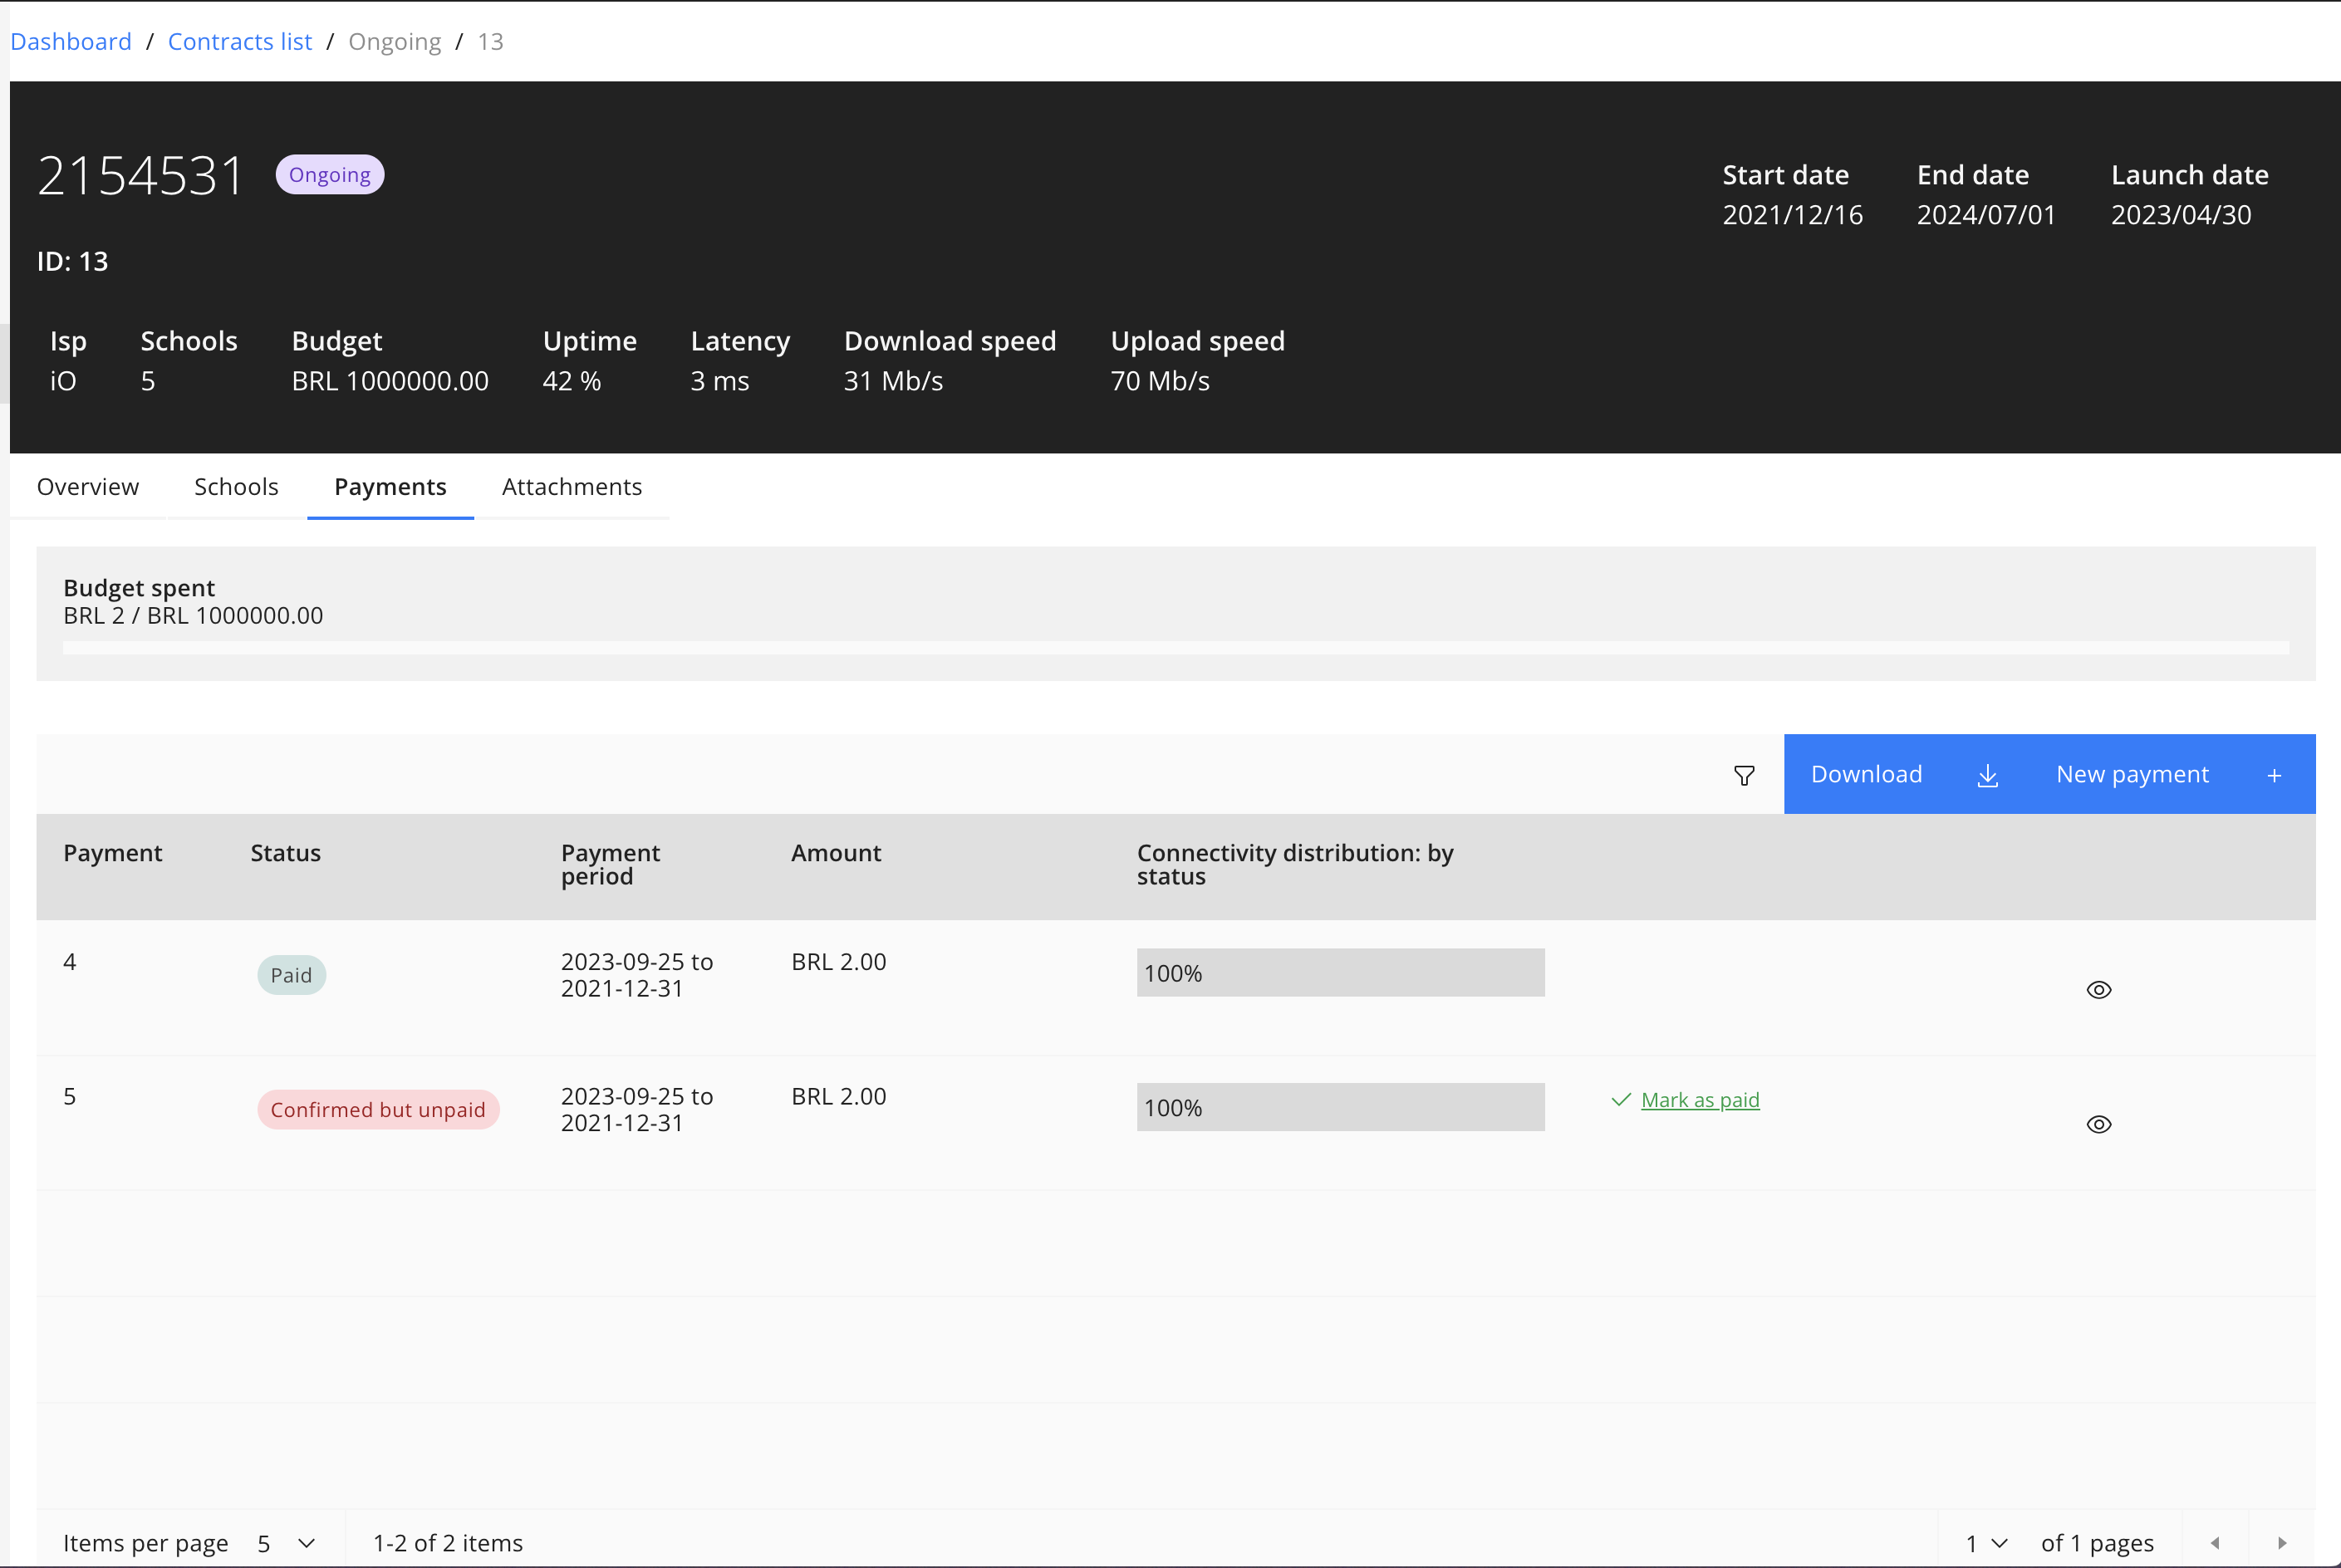 Dashboard / Contracts list / Ongoing / 13
2154531 Ongoing
Start date End date Launch date
2021/12/16 2024/07/01 2023/04/30
ID: 13
Isp Schools Budget Uptime Latency Download speed Upload speed
iO 5 BRL 1000000.00 42 % 3 ms 31 Mb/s 70 Mb/s
Overview Schools Payments Attachments
Budget spent
BRL 2 / BRL 1000000.00
Download New payment +
Payment Status Payment period Amount Connectivity distribution: by status
4 Paid 2023-09-25 to 2021-12-31 BRL 2.00 100%
5 Confirmed but unpaid 2023-09-25 to 2021-12-31 BRL 2.00 100% Mark as paid
Items per page 5 1-2 of 2 items 1 of 1 pages